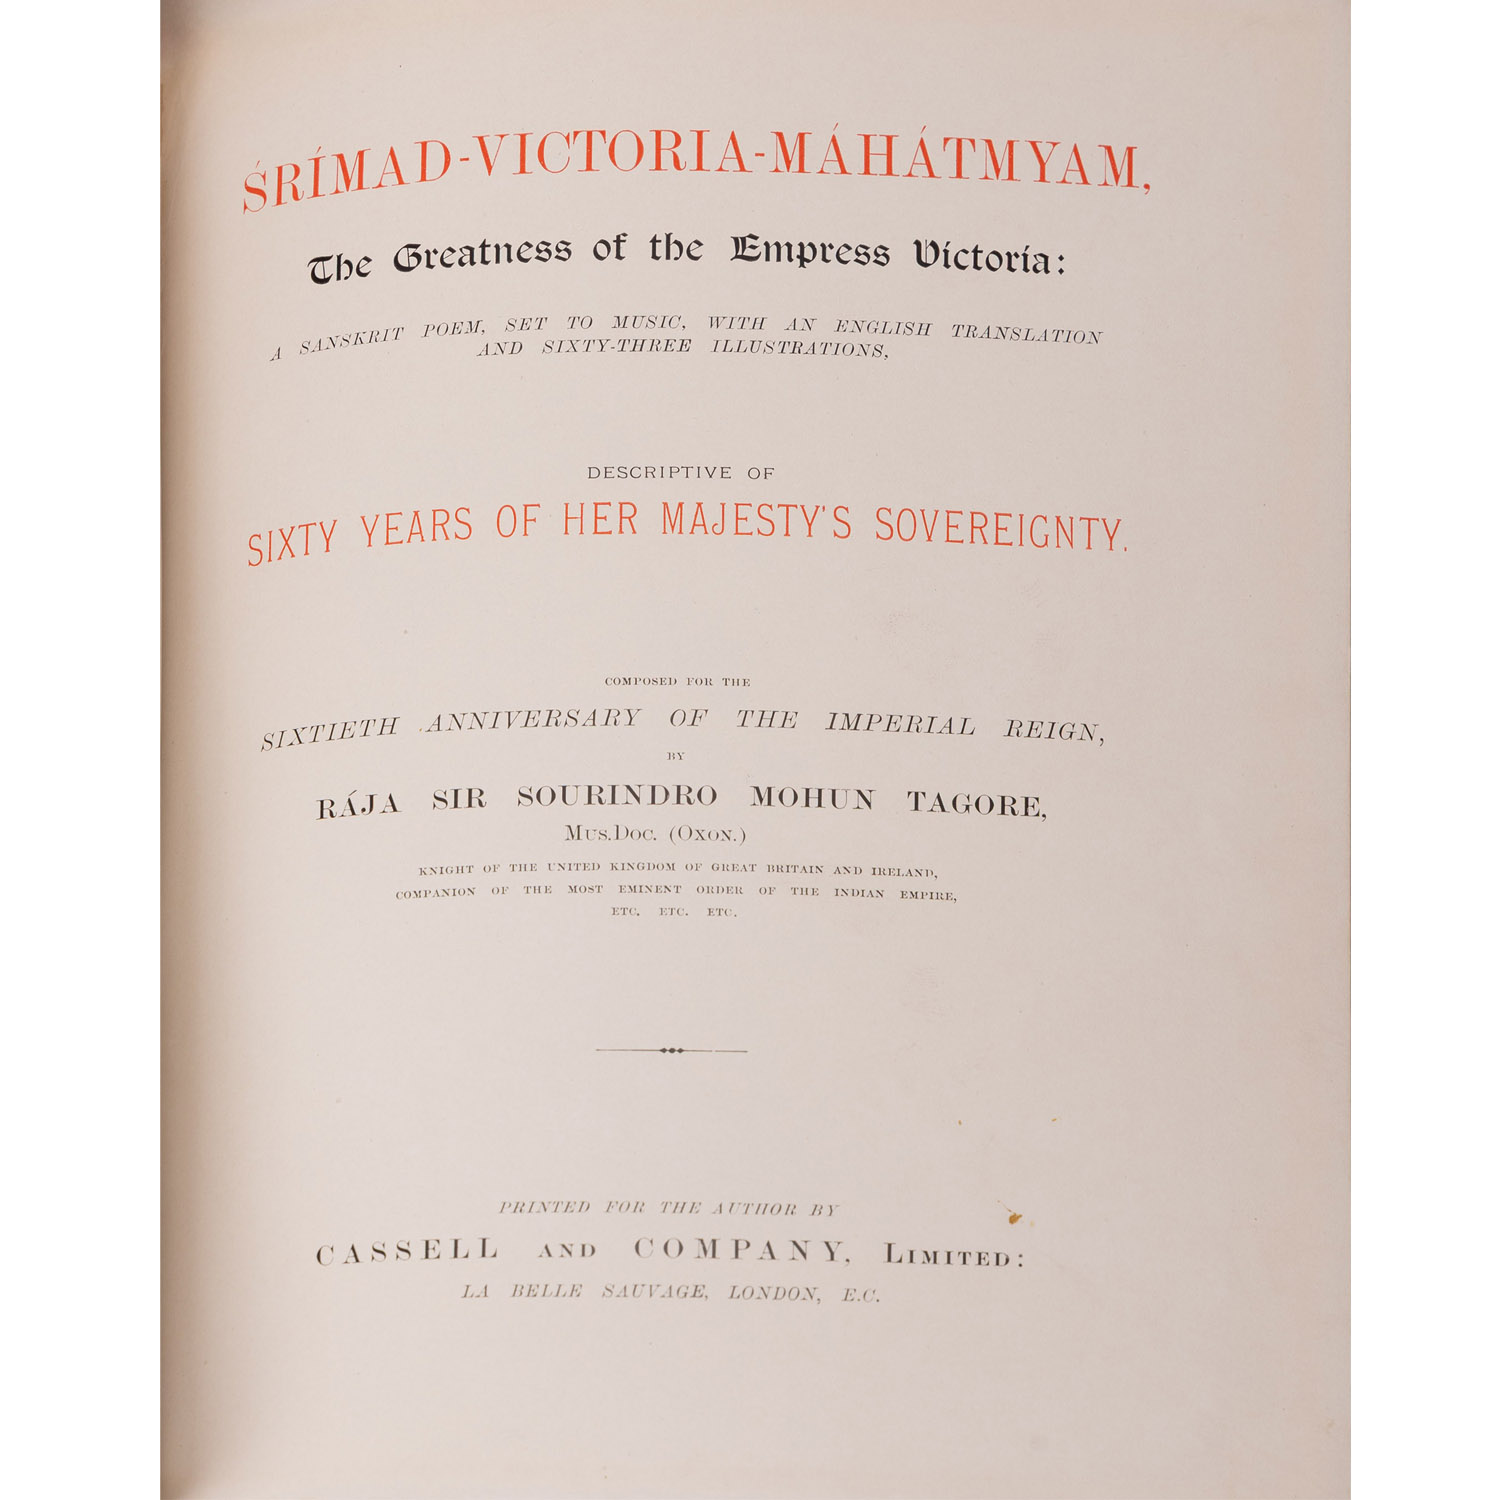 ŚRÍMAD-VICTORIA-MÁHÁTMYAM,
The Greatness of the Empress Victoria:
A SANSKRIT POEM, SET TO MUSIC, WITH AN ENGLISH TRANSLATION
AND SIXTY-THREE ILLUSTRATIONS,
DESCRIPTIVE OF
SIXTY YEARS OF HER MAJESTY'S SOVEREIGNTY.
COMPOSED FOR THE
SIXTIETH ANNIVERSARY OF THE IMPERIAL REIGN,
BY
RÁJA SIR SOURINDRO MOHUN TAGORE,
MUS.DOC. (OXON.)
KNIGHT OF THE UNITED KINGDOM OF GREAT BRITAIN AND IRELAND,
COMPANION OF THE MOST EMINENT ORDER OF THE INDIAN EMPIRE,
ETC. ETC. ETC.
PRINTED FOR THE AUTHOR BY
CASSELL AND COMPANY, LIMITED:
LA BELLE SAUVAGE, LONDON, E.C.